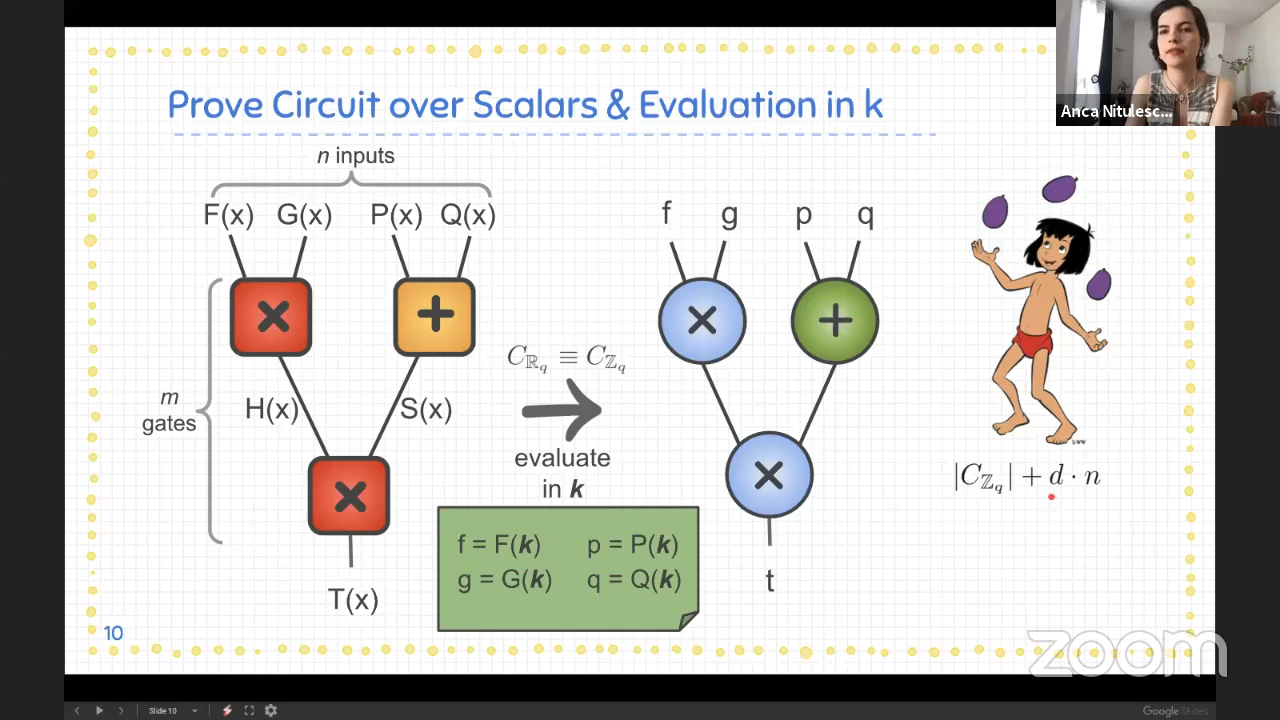 Prove Circuit over Scalars & Evaluation in k
Anca Nitulesc...
n inputs
F(x) G(x) P(x) Q(x)
f g p q
× +
× +
C_{ℝ_q} ≡ C_{ℤ_q}
m
gates
H(x) S(x)
evaluate
in k
×
×
|C_{ℤ_q}| + d · n
f = F(k) p = P(k)
g = G(k) q = Q(k)
T(x)
t
10
zoom
Slide 10
Google Slides